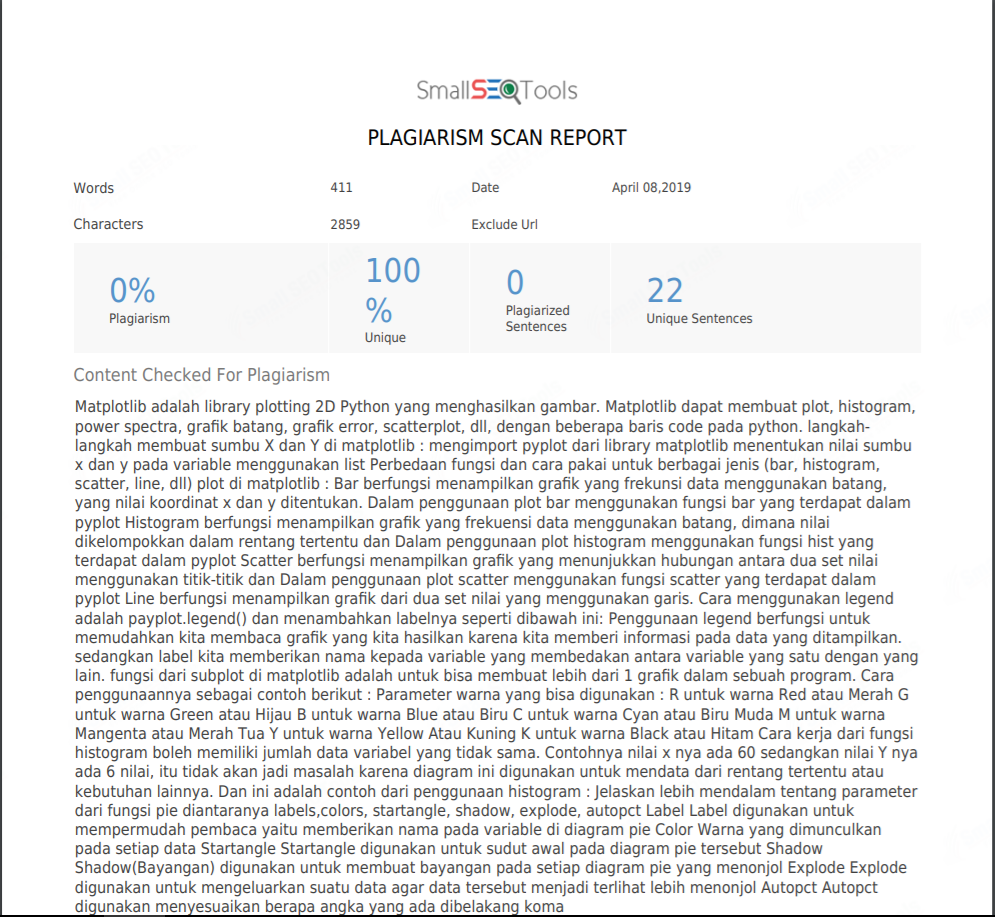 SmallSEOTools
PLAGIARISM SCAN REPORT
Words 411 Date April 08,2019
Characters 2859 Exclude Url
0%
Plagiarism
100
%
Unique
0
Plagiarized
Sentences
22
Unique Sentences
Content Checked For Plagiarism
Matplotlib adalah library plotting 2D Python yang menghasilkan gambar. Matplotlib dapat membuat plot, histogram,
power spectra, grafik batang, grafik error, scatterplot, dll, dengan beberapa baris code pada python. langkah-
langkah membuat sumbu X dan Y di matplotlib : mengimport pyplot dari library matplotlib menentukan nilai sumbu
x dan y pada variable menggunakan list Perbedaan fungsi dan cara pakai untuk berbagai jenis (bar, histogram,
scatter, line, dll) plot di matplotlib : Bar berfungsi menampilkan grafik yang frekunsi data menggunakan batang,
yang nilai koordinat x dan y ditentukan. Dalam penggunaan plot bar menggunakan fungsi bar yang terdapat dalam
pyplot Histogram berfungsi menampilkan grafik yang frekuensi data menggunakan batang, dimana nilai
dikelompokkan dalam rentang tertentu dan Dalam penggunaan plot histogram menggunakan fungsi hist yang
terdapat dalam pyplot Scatter berfungsi menampilkan grafik yang menunjukkan hubungan antara dua set nilai
menggunakan titik-titik dan Dalam penggunaan plot scatter menggunakan fungsi scatter yang terdapat dalam
pyplot Line berfungsi menampilkan grafik dari dua set nilai yang menggunakan garis. Cara menggunakan legend
adalah payplot.legend() dan menambahkan labelnya seperti dibawah ini: Penggunaan legend berfungsi untuk
memudahkan kita membaca grafik yang kita hasilkan karena kita memberi informasi pada data yang ditampilkan.
sedangkan label kita memberikan nama kepada variable yang membedakan antara variable yang satu dengan yang
lain. fungsi dari subplot di matplotlib adalah untuk bisa membuat lebih dari 1 grafik dalam sebuah program. Cara
penggunaannya sebagai contoh berikut : Parameter warna yang bisa digunakan : R untuk warna Red atau Merah G
untuk warna Green atau Hijau B untuk warna Blue atau Biru C untuk warna Cyan atau Biru Muda M untuk warna
Mangenta atau Merah Tua Y untuk warna Yellow Atau Kuning K untuk warna Black atau Hitam Cara kerja dari fungsi
histogram boleh memiliki jumlah data variabel yang tidak sama. Contohnya nilai x nya ada 60 sedangkan nilai Y nya
ada 6 nilai, itu tidak akan jadi masalah karena diagram ini digunakan untuk mendata dari rentang tertentu atau
kebutuhan lainnya. Dan ini adalah contoh dari penggunaan histogram : Jelaskan lebih mendalam tentang parameter
dari fungsi pie diantaranya labels,colors, startangle, shadow, explode, autopct Label Label digunakan untuk
mempermudah pembaca yaitu memberikan nama pada variable di diagram pie Color Warna yang dimunculkan
pada setiap data Startangle Startangle digunakan untuk sudut awal pada diagram pie tersebut Shadow
Shadow(Bayangan) digunakan untuk membuat bayangan pada setiap diagram pie yang menonjol Explode Explode
digunakan untuk mengeluarkan suatu data agar data tersebut menjadi terlihat lebih menonjol Autopct Autopct
digunakan menyesuaikan berapa angka yang ada dibelakang koma